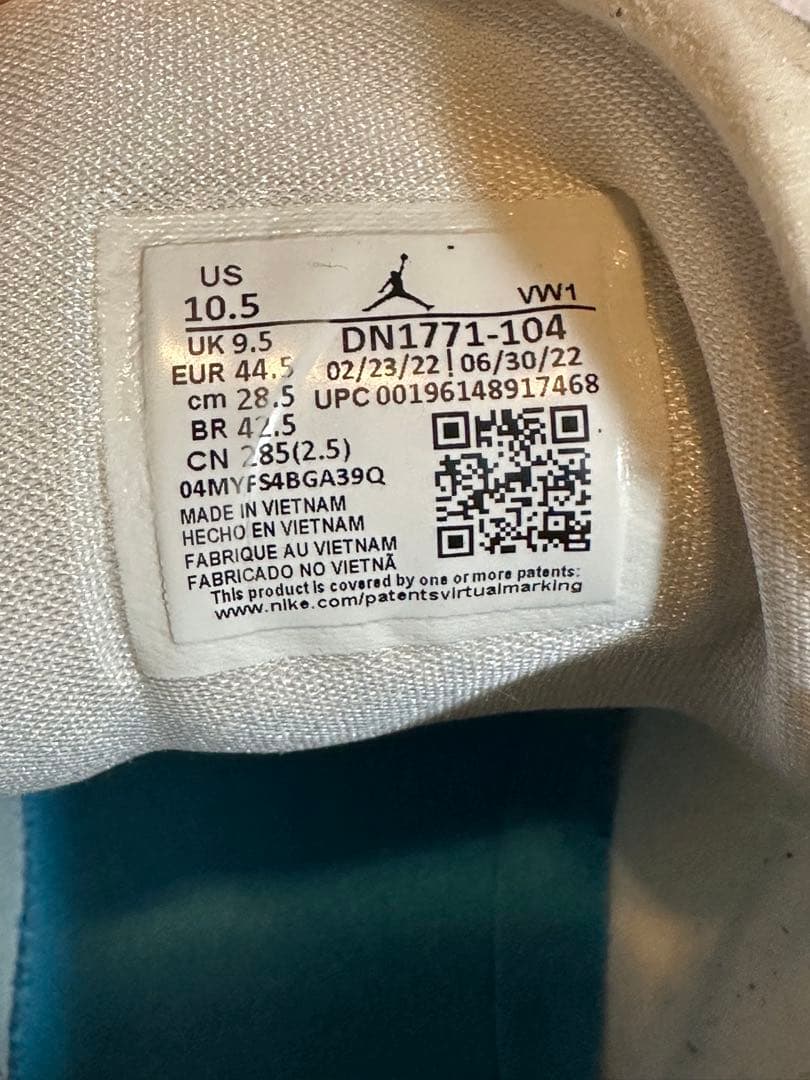 US
10.5
VW1
UK 9.5
DN1771-104
EUR 44.5
02/23/22 | 06/30/22
cm 28.5
UPC 00196148917468
BR 42.5
CN 285(2.5)
04MYFS4BGA39Q
MADE IN VIETNAM
HECHO EN VIETNAM
FABRIQUE AU VIETNAM
FABRICADO NO VIETNÃ
This product is covered by one or more patents:
www.nike.com/patentsvirtualmarking